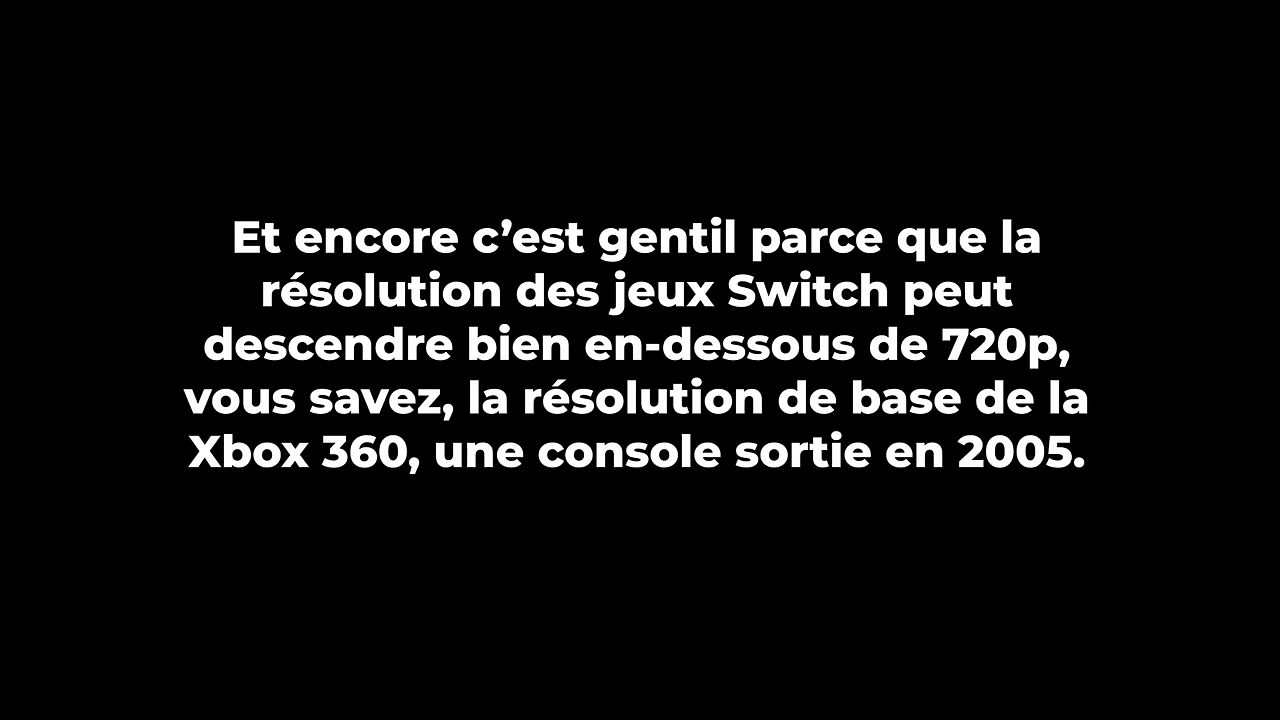 Et encore c’est gentil parce que la
résolution des jeux Switch peut
descendre bien en-dessous de 720p,
vous savez, la résolution de base de la
Xbox 360, une console sortie en 2005.